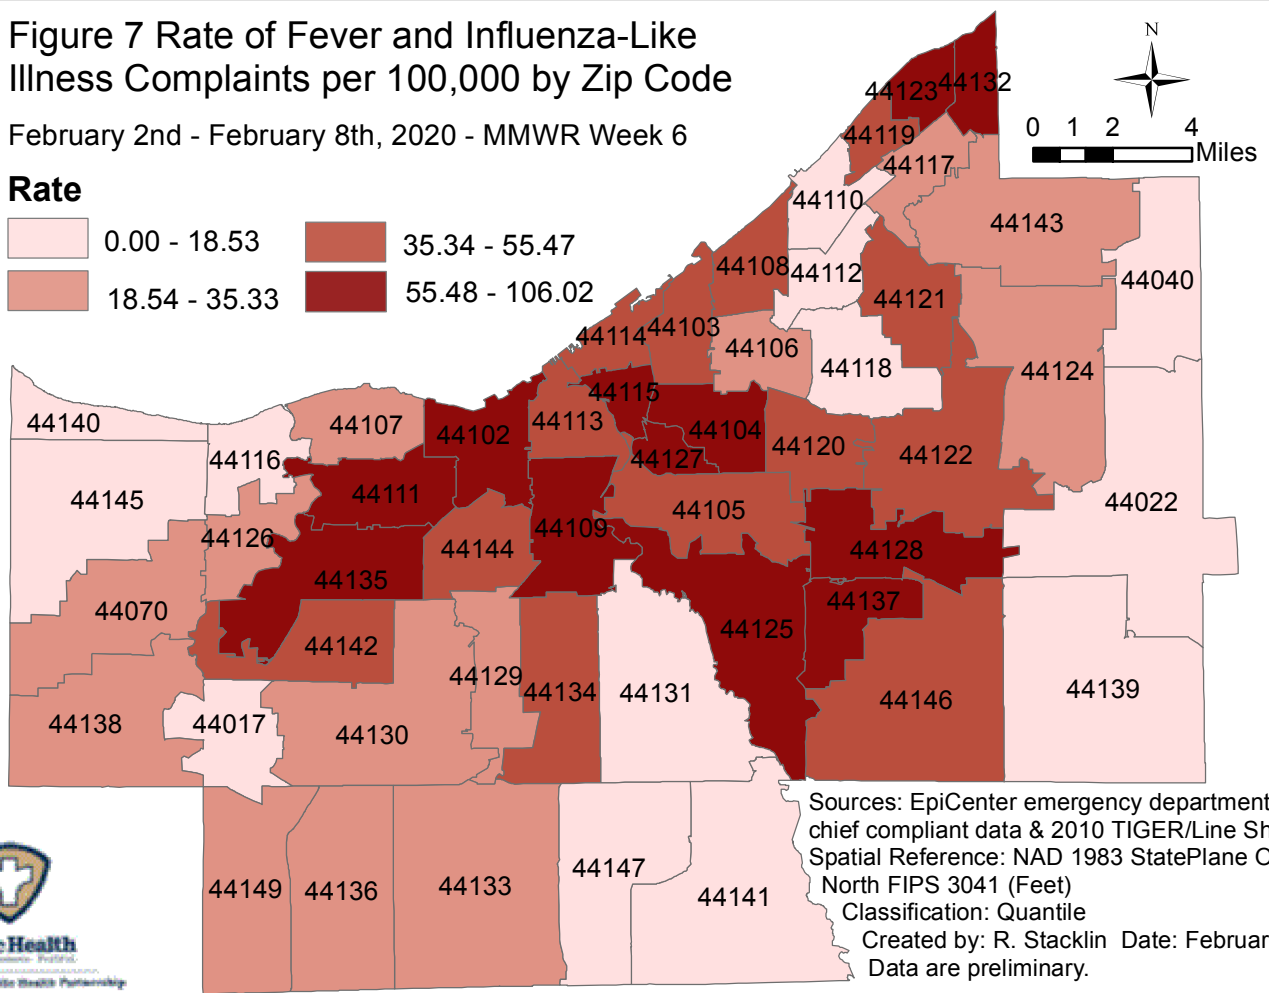 Figure 7 Rate of Fever and Influenza-Like
Illness Complaints per 100,000 by Zip Code
February 2nd - February 8th, 2020 - MMWR Week 6
Rate
0.00 - 18.53
35.34 - 55.47
18.54 - 35.33
55.48 - 106.02
N
0 1 2 4
Miles
44123
44132
44119
44117
44110
44143
44108
44112
44040
44121
44114
44103
44106
44118
44124
44115
44140
44107
44102
44113
44104
44120
44122
44116
44127
44145
44111
44022
44105
44126
44109
44144
44128
44135
44070
44137
44125
44142
44129
44134
44131
44139
44146
44138
44017
44130
44147
44149
44136
44133
44141
Sources: EpiCenter emergency department
chief compliant data & 2010 TIGER/Line Sh
Spatial Reference: NAD 1983 StatePlane O
North FIPS 3041 (Feet)
Classification: Quantile
Created by: R. Stacklin Date: Februar
Data are preliminary.
c Health
Health Partnership